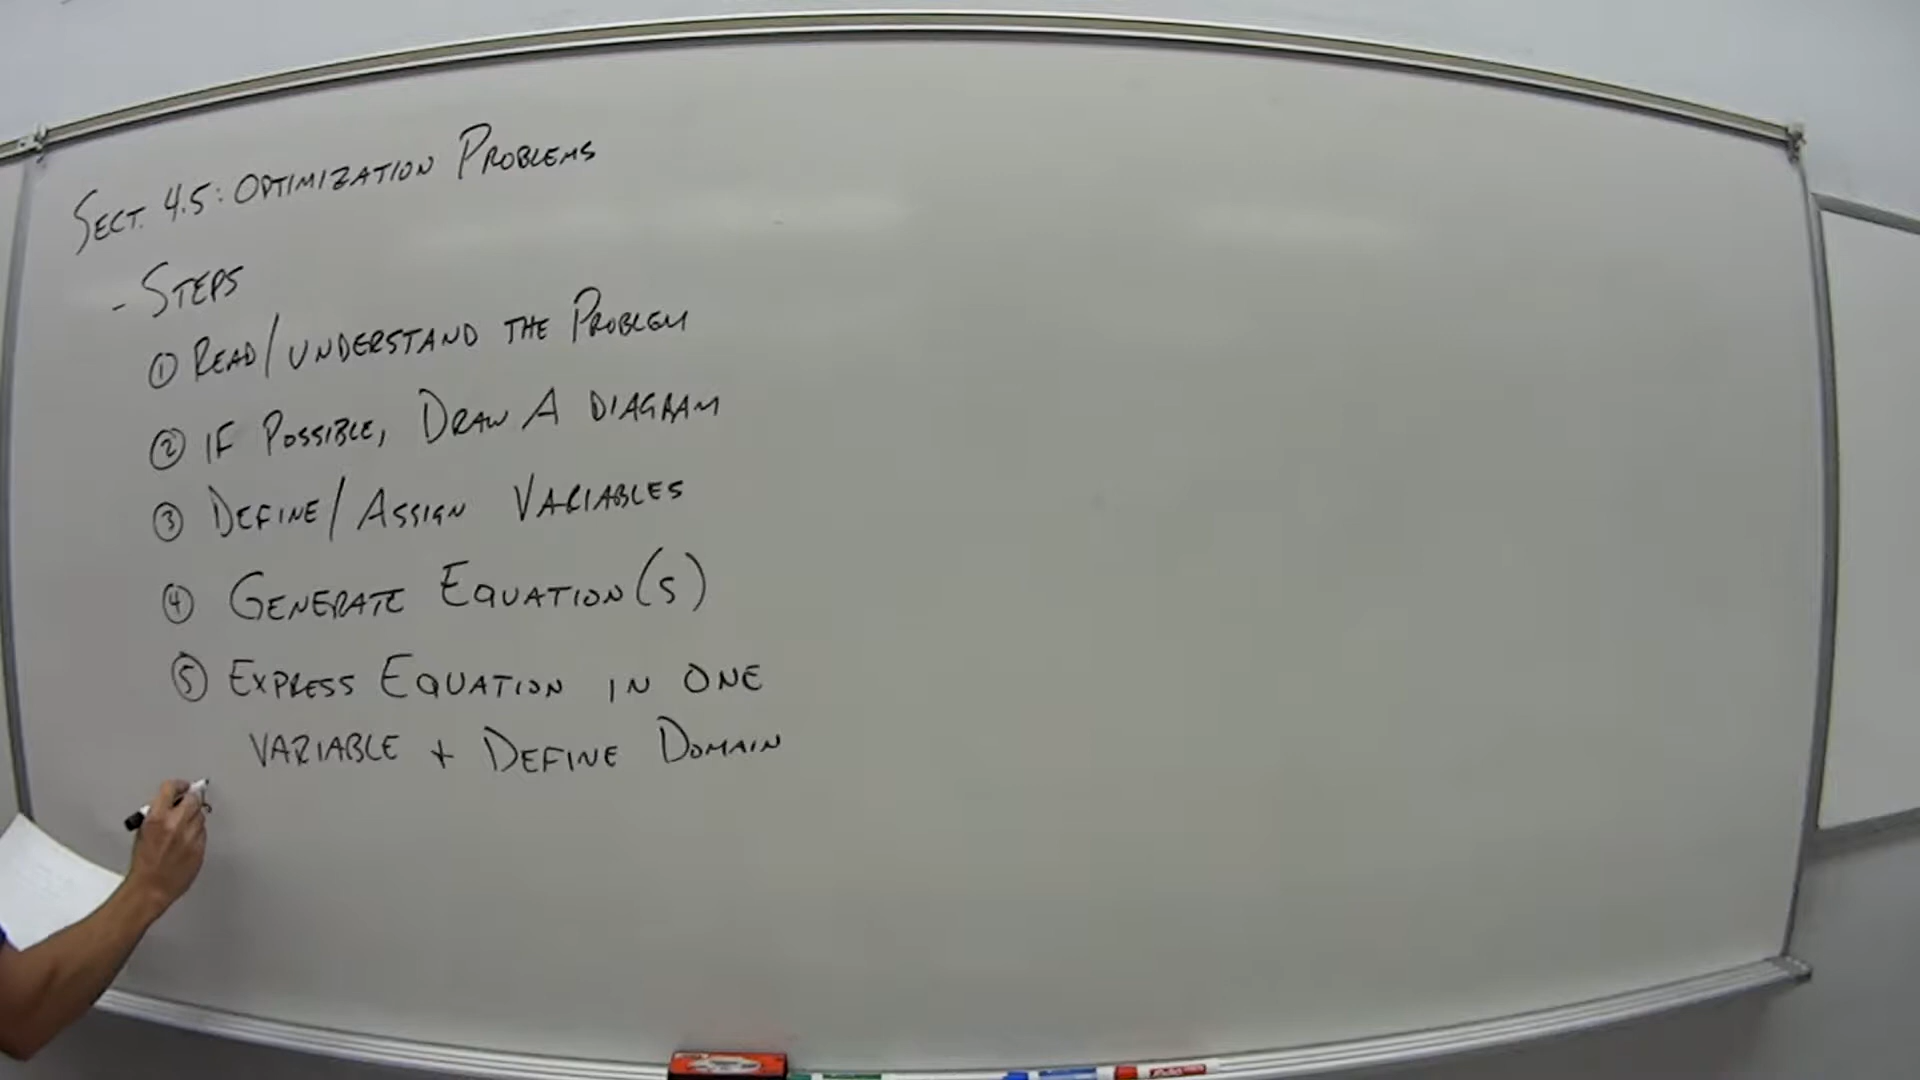 SECT. 4.5: OPTIMIZATION PROBLEMS
- STEPS
① READ/UNDERSTAND THE PROBLEM
② IF POSSIBLE, DRAW A DIAGRAM
③ DEFINE/ASSIGN VARIABLES
④ GENERATE EQUATION(S)
⑤ EXPRESS EQUATION IN ONE
VARIABLE + DEFINE DOMAIN